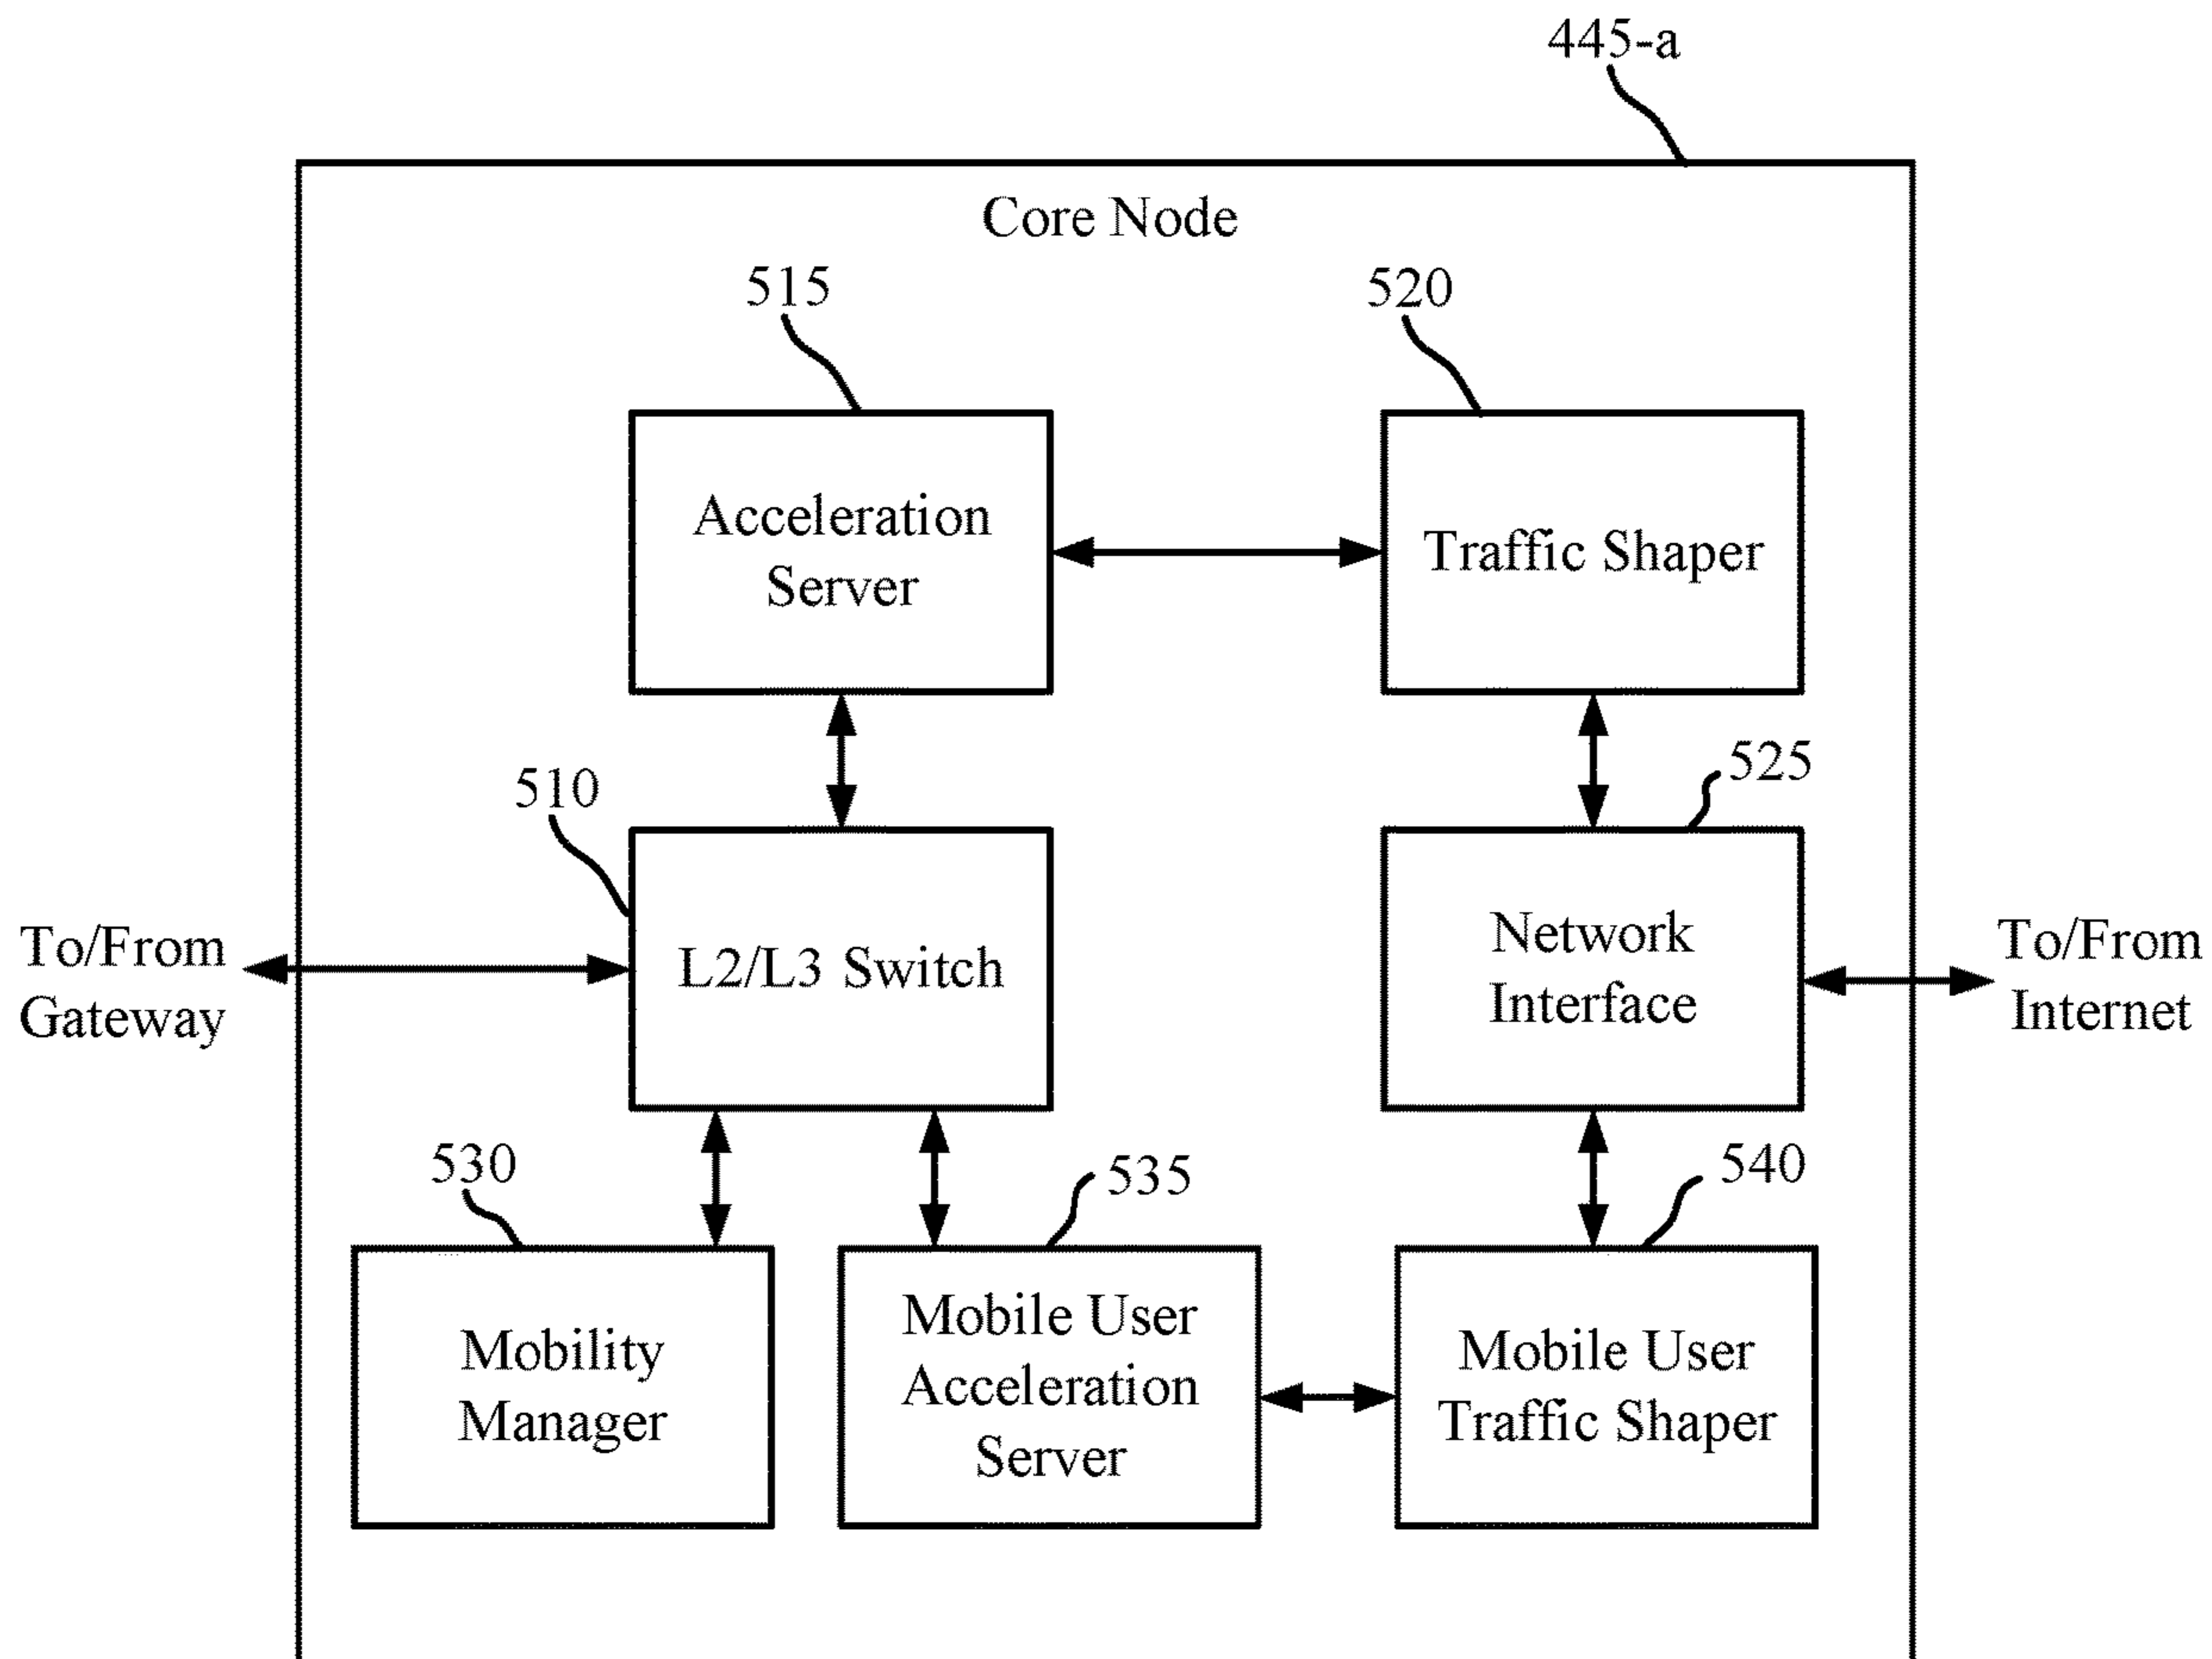 445-a
Core Node
515
520
Acceleration
Server
Traffic Shaper
510
525
To/From
Gateway
L2/L3 Switch
Network
Interface
To/From
Internet
530
535
540
Mobility
Manager
Mobile User
Acceleration
Server
Mobile User
Traffic Shaper